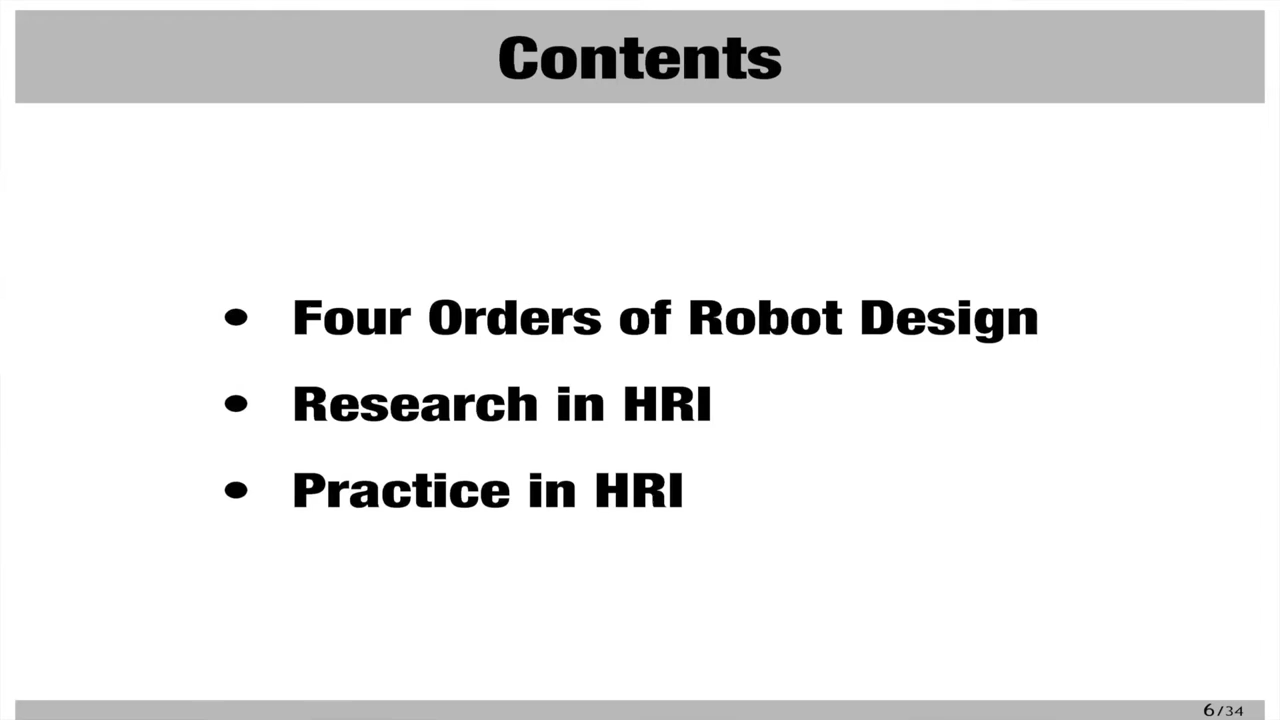 Contents
• Four Orders of Robot Design
• Research in HRI
• Practice in HRI
6/34